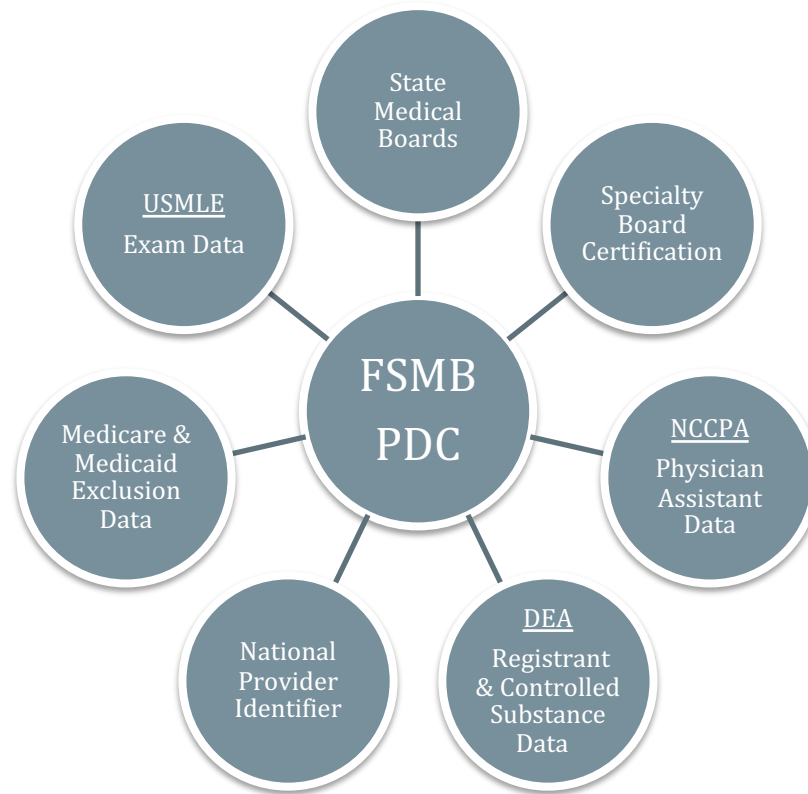 State
Medical
Boards
USMLE
Exam Data
Specialty
Board
Certification
FSMB
PDC
Medicare &
Medicaid
Exclusion
Data
NCCPA
Physician
Assistant
Data
National
Provider
Identifier
DEA
Registrant
& Controlled
Substance
Data